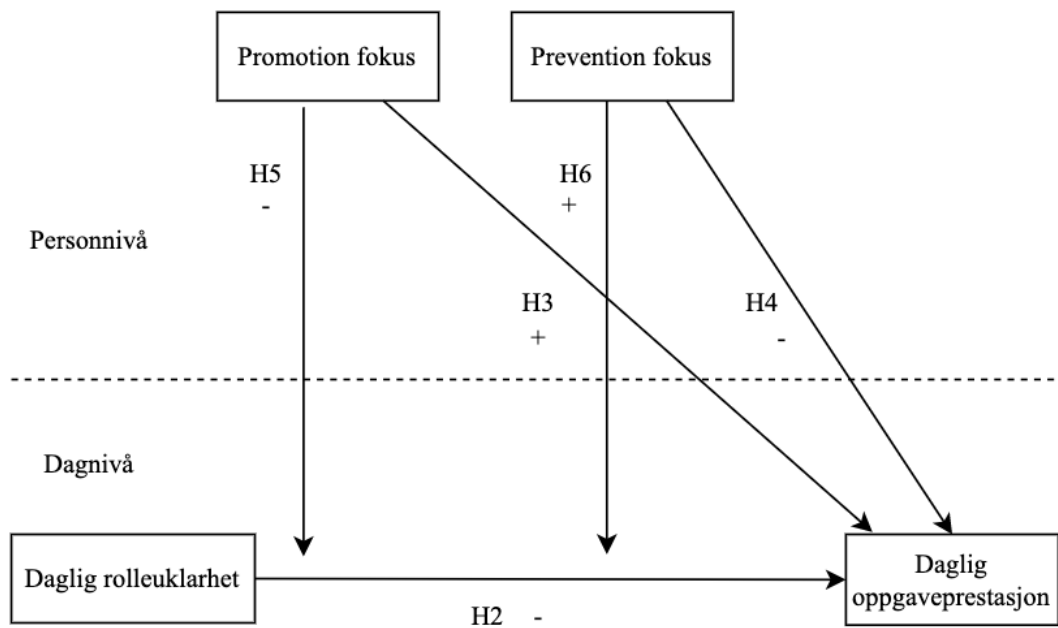 Promotion fokus
Prevention fokus
H5
-
H6
+
Personnivå
H3
+
H4
-
Dagnivå
Daglig rolleuklarhet
Daglig
oppgaveprestasjon
H2 -